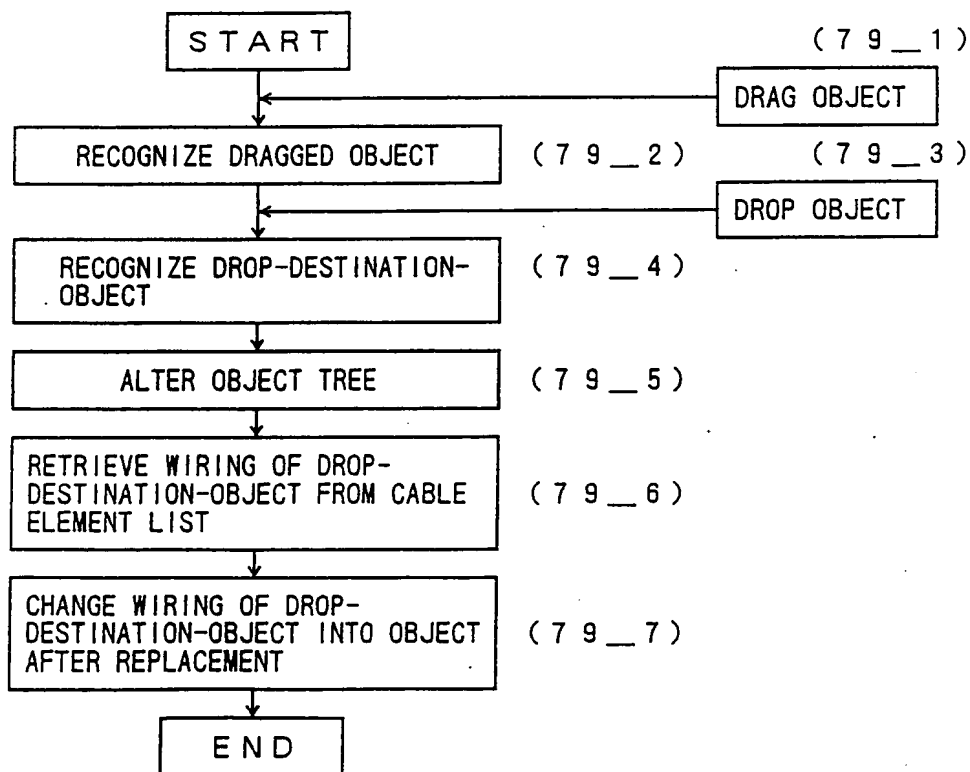 START
(79_1)
DRAG OBJECT
RECOGNIZE DRAGGED OBJECT
(79_2)
(79_3)
DROP OBJECT
RECOGNIZE DROP-DESTINATION-
OBJECT
(79_4)
ALTER OBJECT TREE
(79_5)
RETRIEVE WIRING OF DROP-
DESTINATION-OBJECT FROM CABLE
ELEMENT LIST
(79_6)
CHANGE WIRING OF DROP-
DESTINATION-OBJECT INTO OBJECT
AFTER REPLACEMENT
(79_7)
END